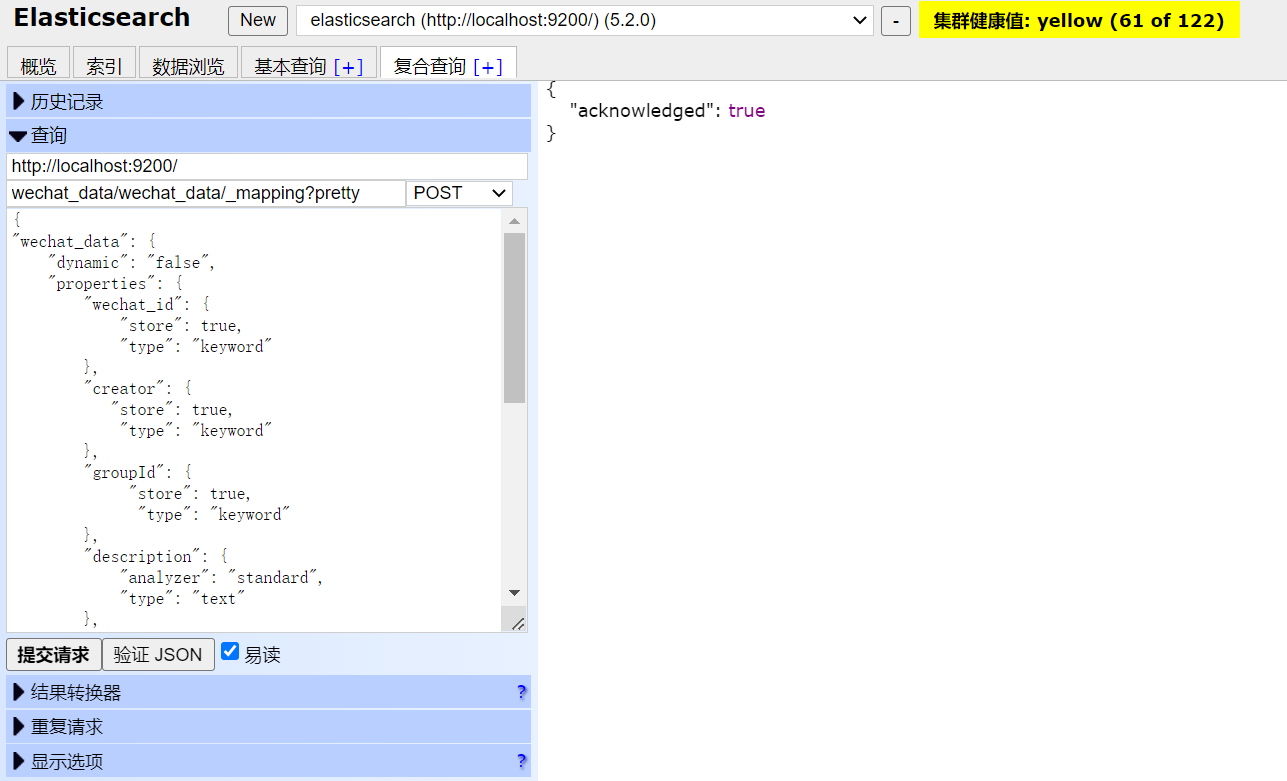 Elasticsearch
New
elasticsearch (http://localhost:9200/) (5.2.0)
-
集群健康值: yellow (61 of 122)
概览
索引
数据浏览
基本查询 [+]
复合查询 [+]
历史记录
查询
http://localhost:9200/
wechat_data/wechat_data/_mapping?pretty
POST
{
"wechat_data": {
"dynamic": "false",
"properties": {
"wechat_id": {
"store": true,
"type": "keyword"
},
"creator": {
"store": true,
"type": "keyword"
},
"groupId": {
"store": true,
"type": "keyword"
},
"description": {
"analyzer": "standard",
"type": "text"
},
提交请求
验证 JSON
易读
结果转换器
?
重复请求
显示选项
?
{
"acknowledged": true
}